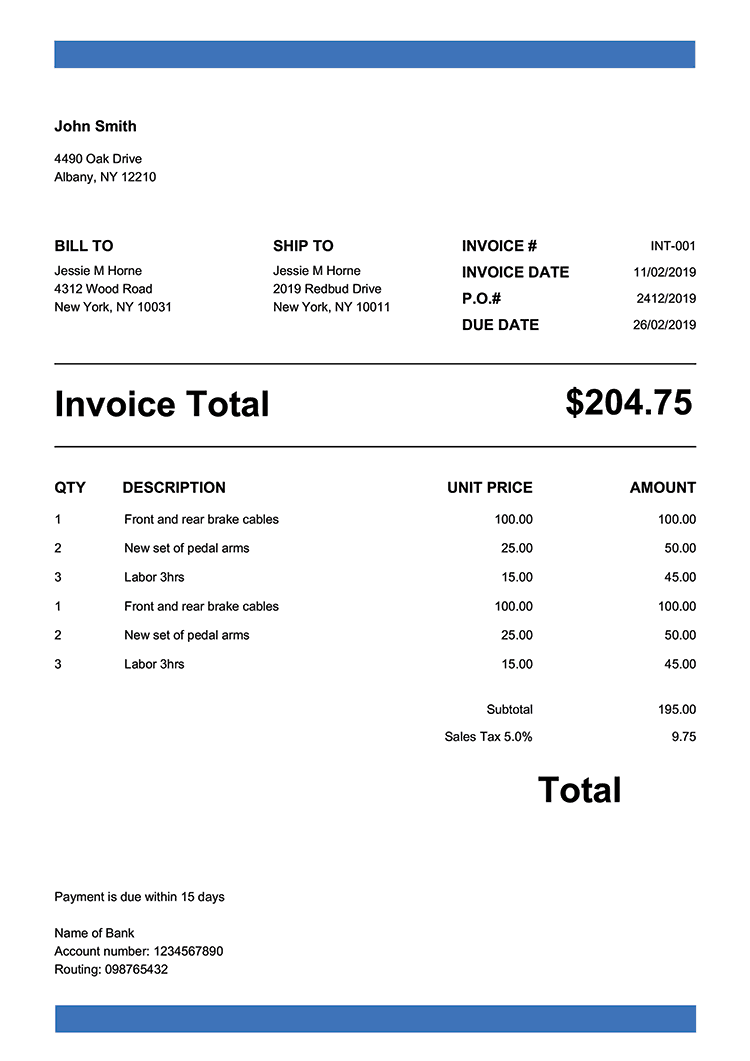 John Smith
4490 Oak Drive
Albany, NY 12210
BILL TO
Jessie M Horne
4312 Wood Road
New York, NY 10031
SHIP TO
Jessie M Horne
2019 Redbud Drive
New York, NY 10011
INVOICE # INT-001
INVOICE DATE 11/02/2019
P.O.# 2412/2019
DUE DATE 26/02/2019
Invoice Total $204.75
QTY DESCRIPTION UNIT PRICE AMOUNT
1 Front and rear brake cables 100.00 100.00
2 New set of pedal arms 25.00 50.00
3 Labor 3hrs 15.00 45.00
1 Front and rear brake cables 100.00 100.00
2 New set of pedal arms 25.00 50.00
3 Labor 3hrs 15.00 45.00
Subtotal 195.00
Sales Tax 5.0% 9.75
Total
Payment is due within 15 days
Name of Bank
Account number: 1234567890
Routing: 098765432